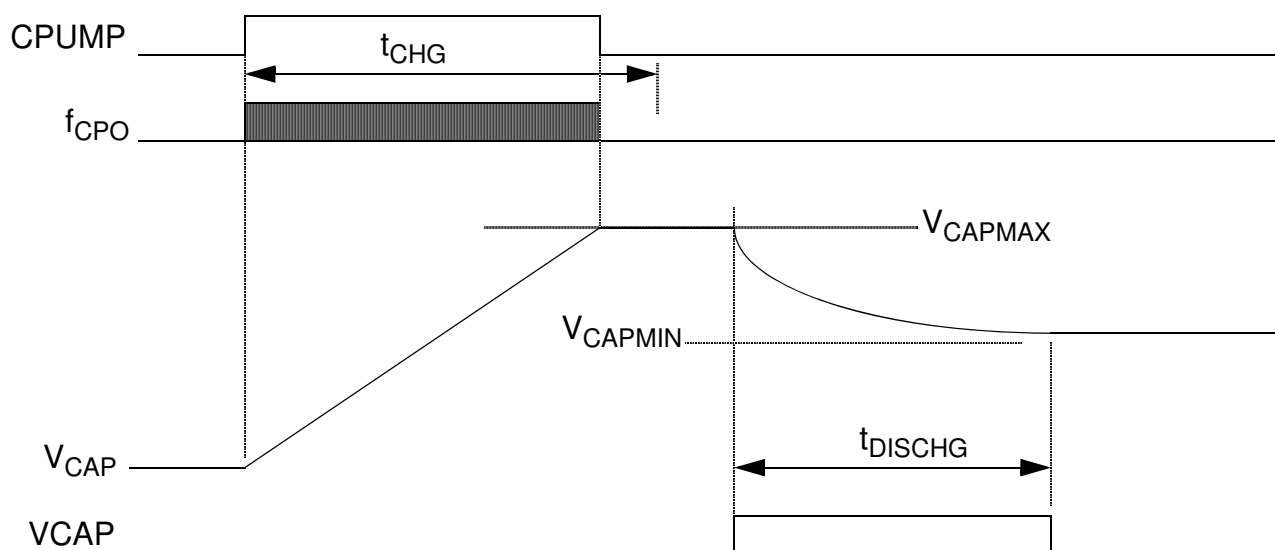 CPUMP
tCHG
fCPO
VCAPMAX
VCAPMIN
VCAP
tDISCHG
VCAP